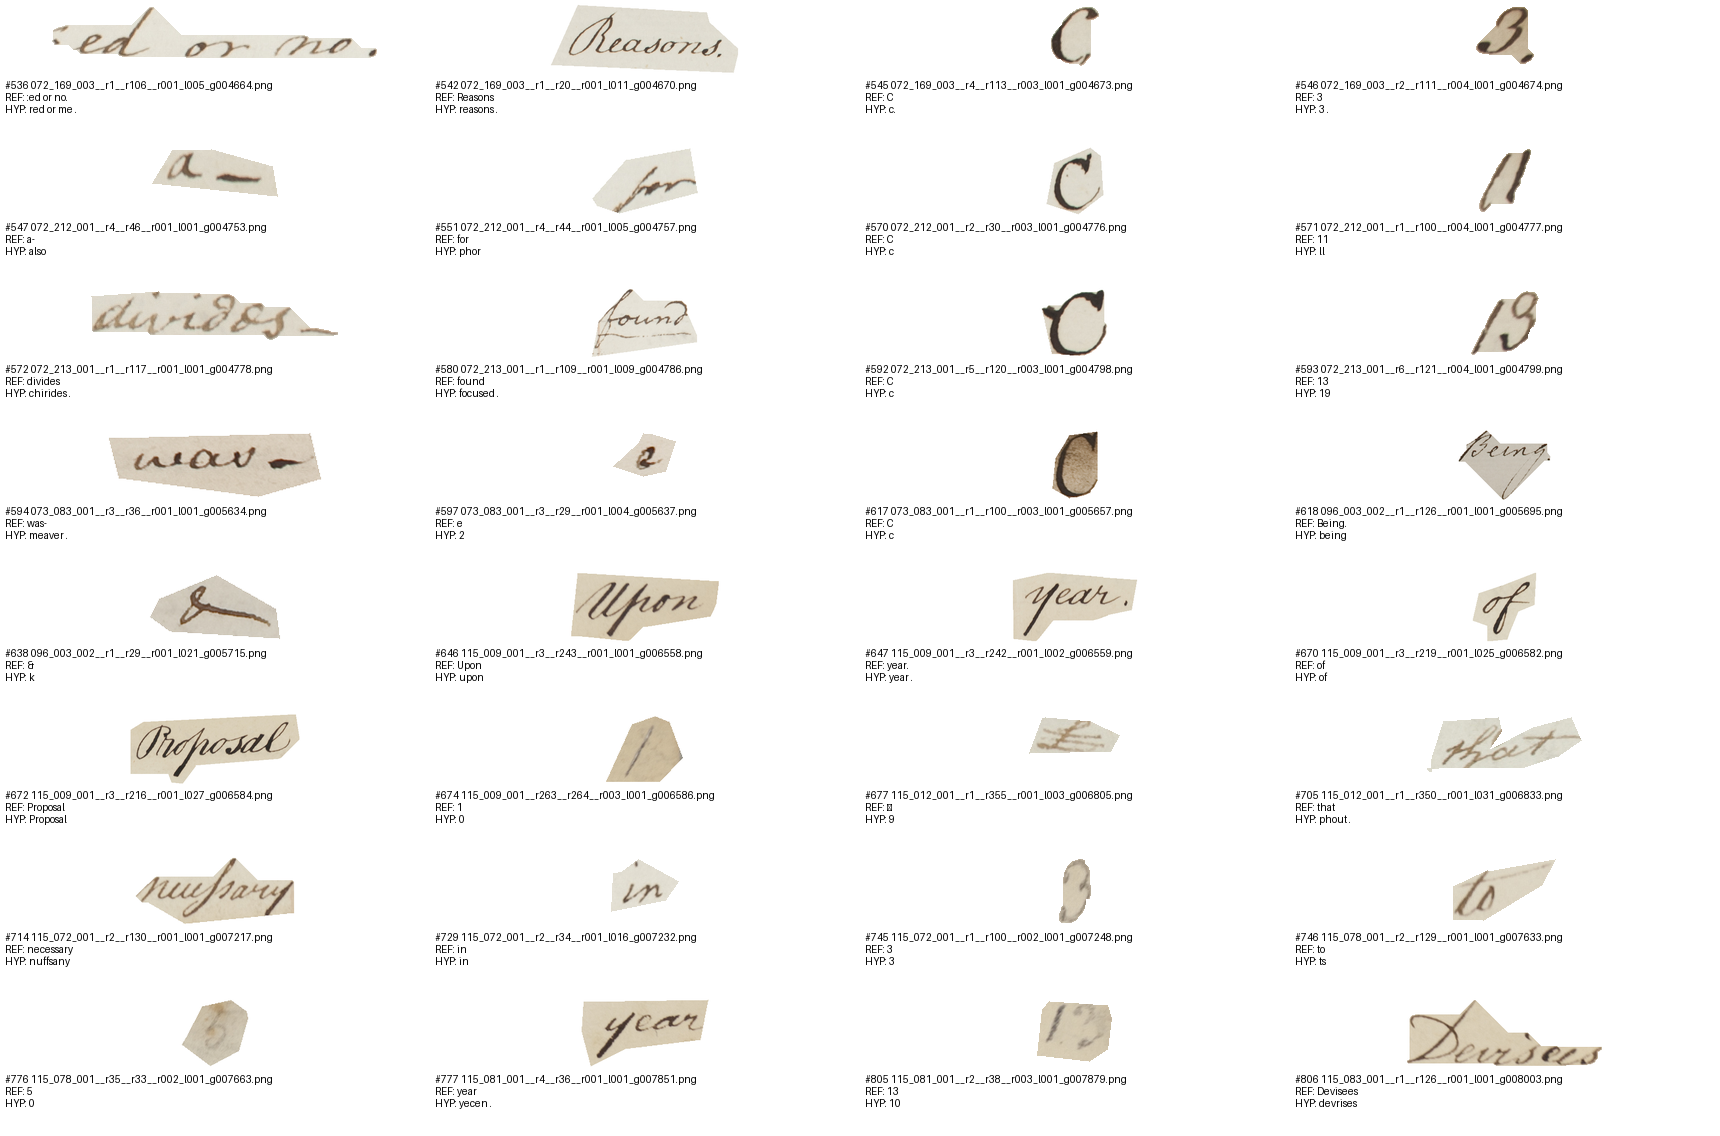 :ed or no. Reasons. C 3
#536 072_169_003__r1__r106__r001_l005_g004664.png #542 072_169_003__r1__r20__r001_l011_g004670.png #545 072_169_003__r4__r113__r003_l001_g004673.png #546 072_169_003__r2__r111__r004_l001_g004674.png
REF: :ed or no. REF: Reasons REF: C REF: 3
HYP: red or me . HYP: reasons . HYP: c. HYP: 3 .
a - for C 11
#547 072_212_001__r4__r46__r001_l001_g004753.png #551 072_212_001__r4__r44__r001_l005_g004757.png #570 072_212_001__r2__r30__r003_l001_g004776.png #571 072_212_001__r1__r100__r004_l001_g004777.png
REF: a- REF: for REF: C REF: 11
HYP: also HYP: phor HYP: c HYP: ll
divides- found C 13
#572 072_213_001__r1__r117__r001_l001_g004778.png #580 072_213_001__r1__r109__r001_l009_g004786.png #592 072_213_001__r5__r120__r003_l001_g004798.png #593 072_213_001__r6__r121__r004_l001_g004799.png
REF: divides REF: found REF: C REF: 13
HYP: chirides . HYP: focused . HYP: c HYP: 19
was - e C Being.
#594 073_083_001__r3__r36__r001_l001_g005634.png #597 073_083_001__r3__r29__r001_l004_g005637.png #617 073_083_001__r1__r100__r003_l001_g005657.png #618 096_003_002__r1__r126__r001_l001_g005695.png
REF: was- REF: e REF: C REF: Being.
HYP: meaver . HYP: 2 HYP: c HYP: being
& Upon year. of
#638 096_003_002__r1__r29__r001_l021_g005715.png #646 115_009_001__r3__r243__r001_l001_g006558.png #647 115_009_001__r3__r242__r001_l002_g006559.png #670 115_009_001__r3__r219__r001_l025_g006582.png
REF: & REF: Upon REF: year. REF: of
HYP: k HYP: upon HYP: year . HYP: of
Proposal 1 that
#672 115_009_001__r3__r216__r001_l027_g006584.png #674 115_009_001__r263__r264__r003_l001_g006586.png #677 115_012_001__r1__r355__r001_l003_g006805.png #705 115_012_001__r1__r350__r001_l031_g006833.png
REF: Proposal REF: 1 REF: REF: that
HYP: Proposal HYP: 0 HYP: 9 HYP: phout .
necessary in 3 to
#714 115_072_001__r2__r130__r001_l001_g007217.png #729 115_072_001__r2__r34__r001_l016_g007232.png #745 115_072_001__r1__r100__r002_l001_g007248.png #746 115_078_001__r2__r129__r001_l001_g007633.png
REF: necessary REF: in REF: 3 REF: to
HYP: nuffsany HYP: in HYP: 3 HYP: ts
5 year 13 Devisees
#776 115_078_001__r35__r33__r002_l001_g007663.png #777 115_081_001__r4__r36__r001_l001_g007851.png #805 115_081_001__r2__r38__r003_l001_g007879.png #806 115_083_001__r1__r126__r001_l001_g008003.png
REF: 5 REF: year REF: 13 REF: Devisees
HYP: 0 HYP: yecen . HYP: 10 HYP: devrises